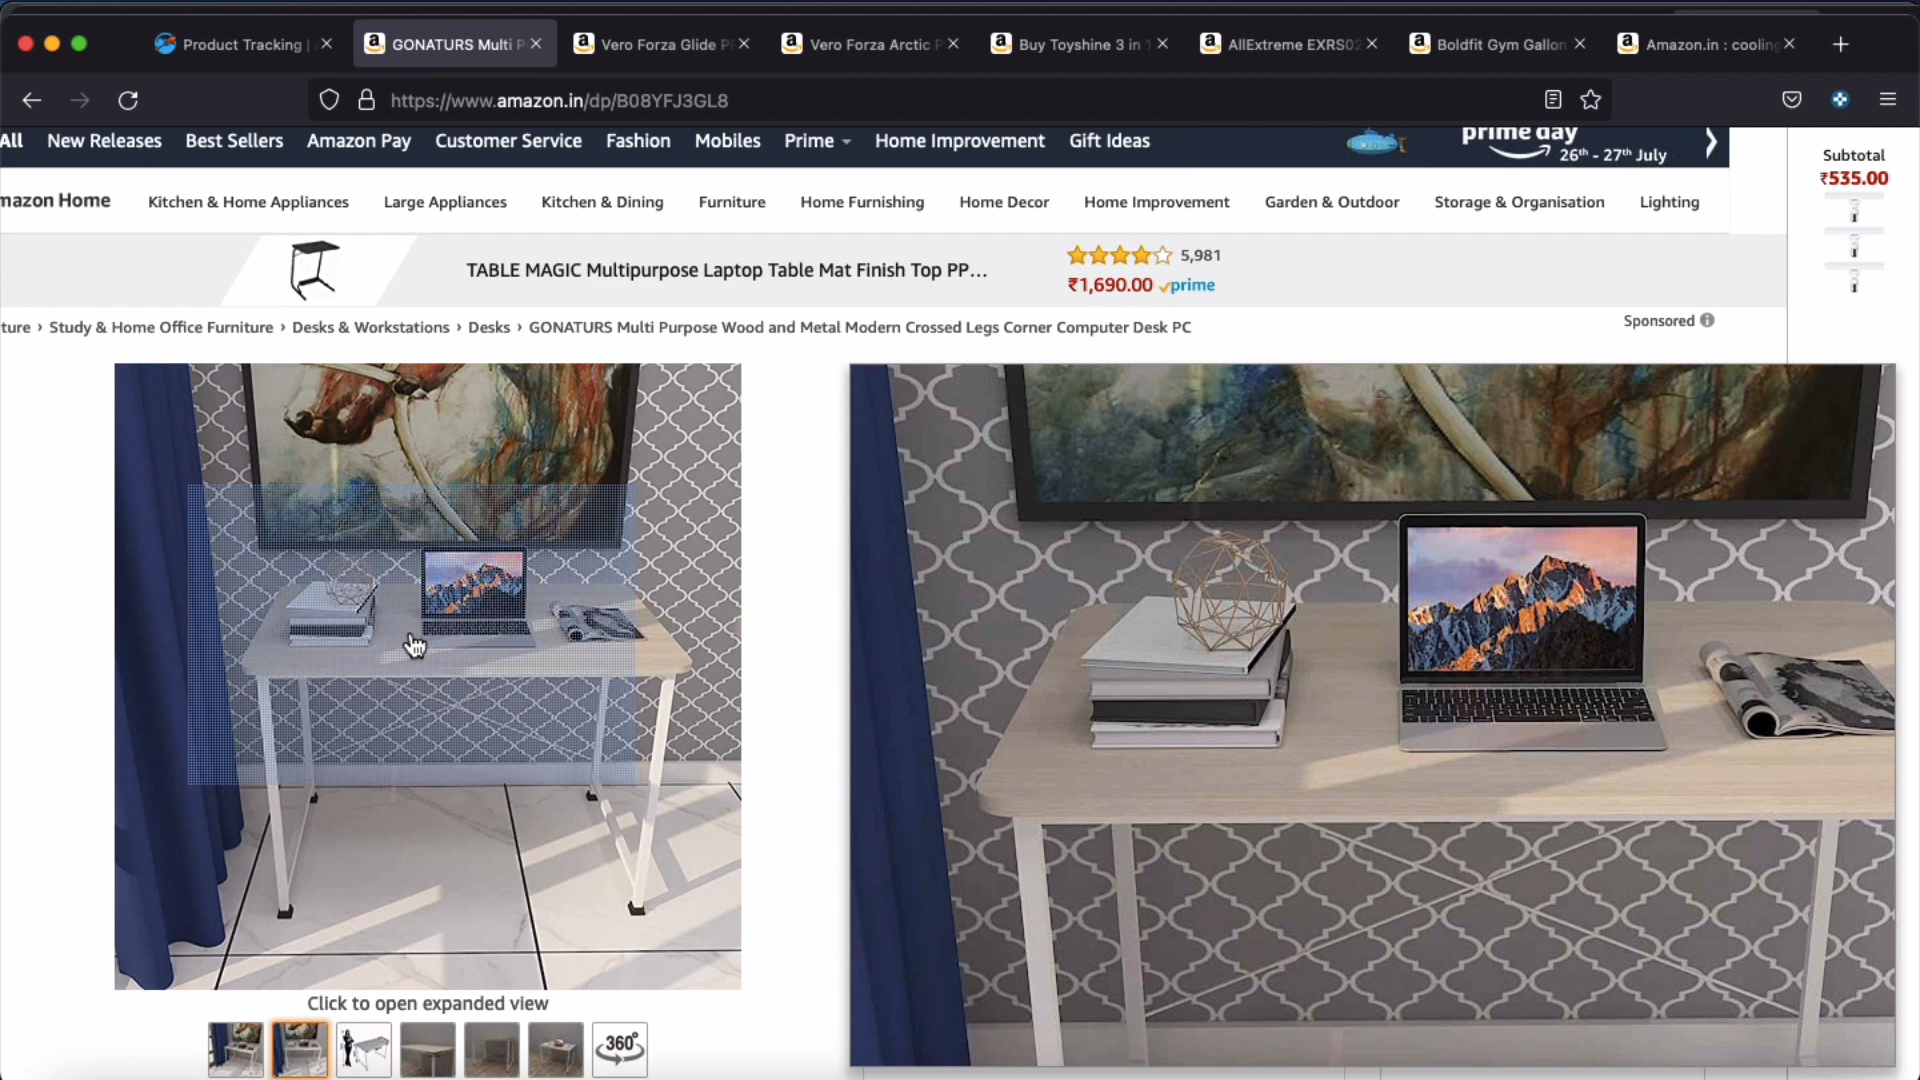 Product Tracking |
a GONATURS Multi P
a Vero Forza Glide P
a Vero Forza Arctic P
a Buy Toyshine 3 in 1
a AllExtreme EXRS02
a Boldfit Gym Gallon
a Amazon.in : cooling
https://www.amazon.in/dp/B08YFJ3GL8
All New Releases Best Sellers Amazon Pay Customer Service Fashion Mobiles Prime Home Improvement Gift Ideas
prime day
26th - 27th July
Subtotal
₹535.00
mazon Home Kitchen & Home Appliances Large Appliances Kitchen & Dining Furniture Home Furnishing Home Decor Home Improvement Garden & Outdoor Storage & Organisation Lighting
TABLE MAGIC Multipurpose Laptop Table Mat Finish Top PP...
5,981
₹1,690.00 prime
ture › Study & Home Office Furniture › Desks & Workstations › Desks › GONATURS Multi Purpose Wood and Metal Modern Crossed Legs Corner Computer Desk PC
Sponsored
Click to open expanded view
360°